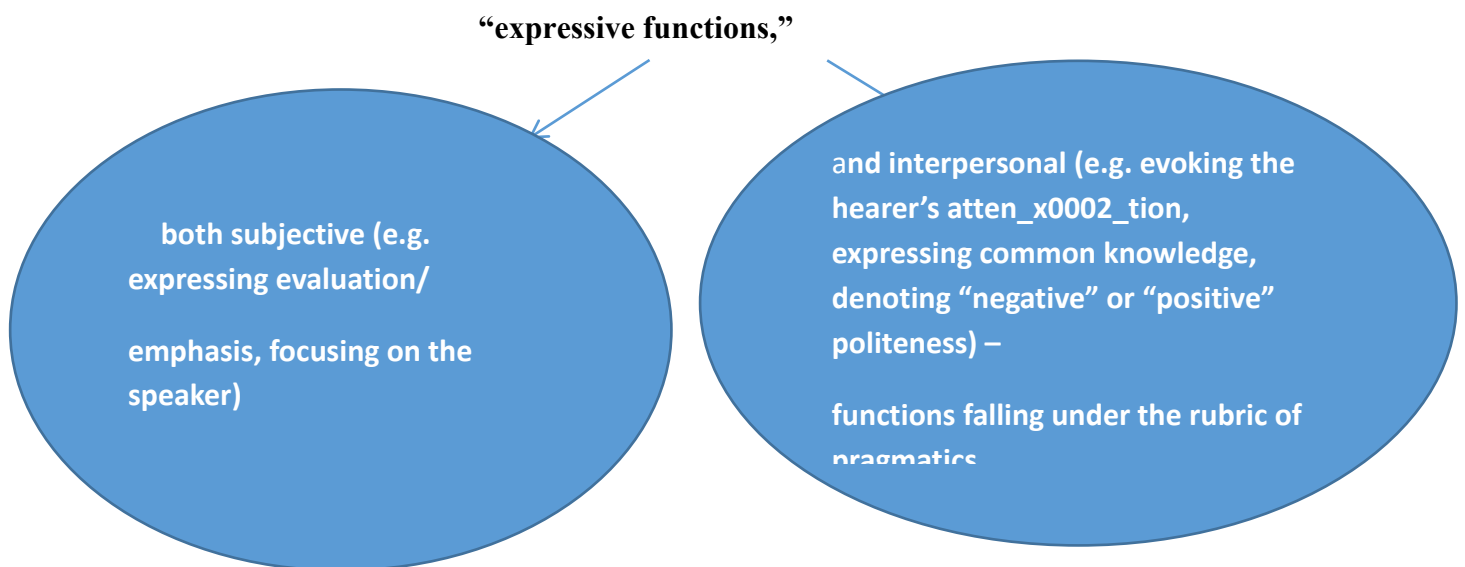 “expressive functions,”
both subjective (e.g.
expressing evaluation/
emphasis, focusing on the
speaker)
and interpersonal (e.g. evoking the
hearer’s atten_x0002_tion,
expressing common knowledge,
denoting “negative” or “positive”
politeness) –
functions falling under the rubric of
pragmatics